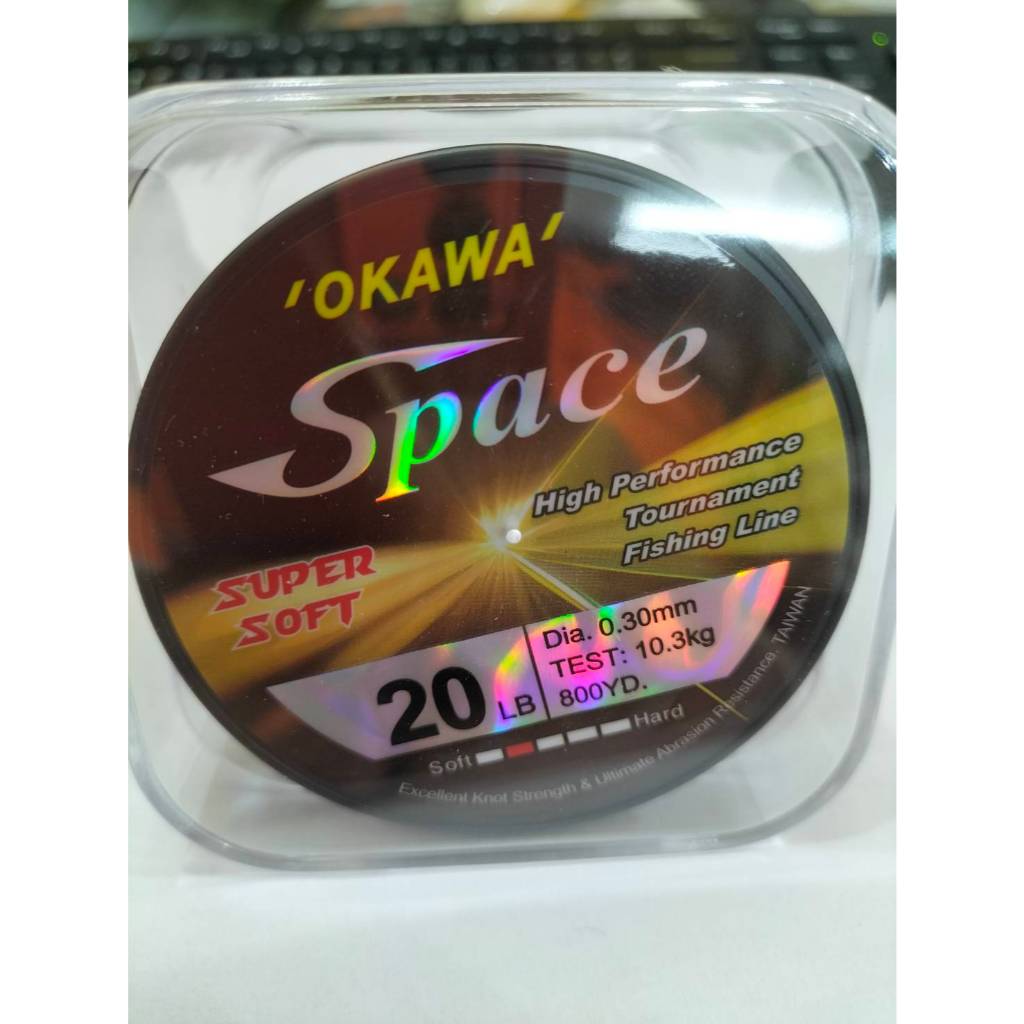 'OKAWA'
Space
High Performance
Tournament
Fishing Line
SUPER
SOFT
20 LB
Dia. 0.30mm
TEST: 10.3kg
800YD.
Soft Hard
Excellent Knot Strength & Ultimate Abrasion Resistance. TAIWAN